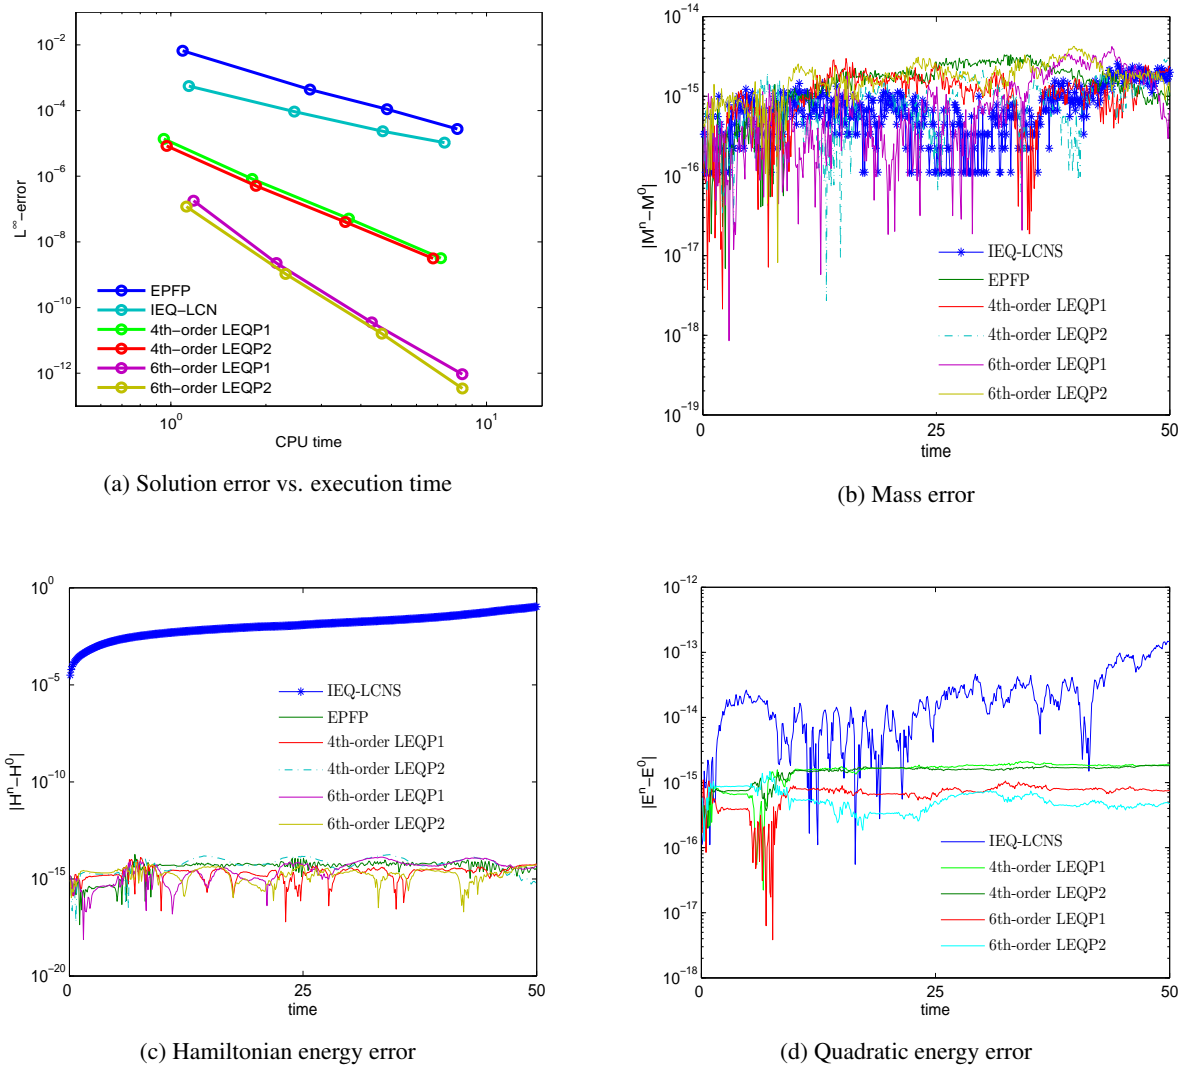 10^-2
10^-4
10^-6
10^-8
10^-10
10^-12
L^∞-error
EPFP
IEQ-LCN
4th-order LEQP1
4th-order LEQP2
6th-order LEQP1
6th-order LEQP2
10^0
10^1
CPU time
(a) Solution error vs. execution time
10^-14
10^-15
10^-16
10^-17
10^-18
10^-19
|M^n-M^0|
IEQ-LCNS
EPFP
4th-order LEQP1
4th-order LEQP2
6th-order LEQP1
6th-order LEQP2
0
25
50
time
(b) Mass error
10^0
10^-5
10^-10
10^-15
10^-20
|H^n-H^0|
IEQ-LCNS
EPFP
4th-order LEQP1
4th-order LEQP2
6th-order LEQP1
6th-order LEQP2
0
25
50
time
(c) Hamiltonian energy error
10^-12
10^-13
10^-14
10^-15
10^-16
10^-17
10^-18
|E^n-E^0|
IEQ-LCNS
4th-order LEQP1
4th-order LEQP2
6th-order LEQP1
6th-order LEQP2
0
25
50
time
(d) Quadratic energy error